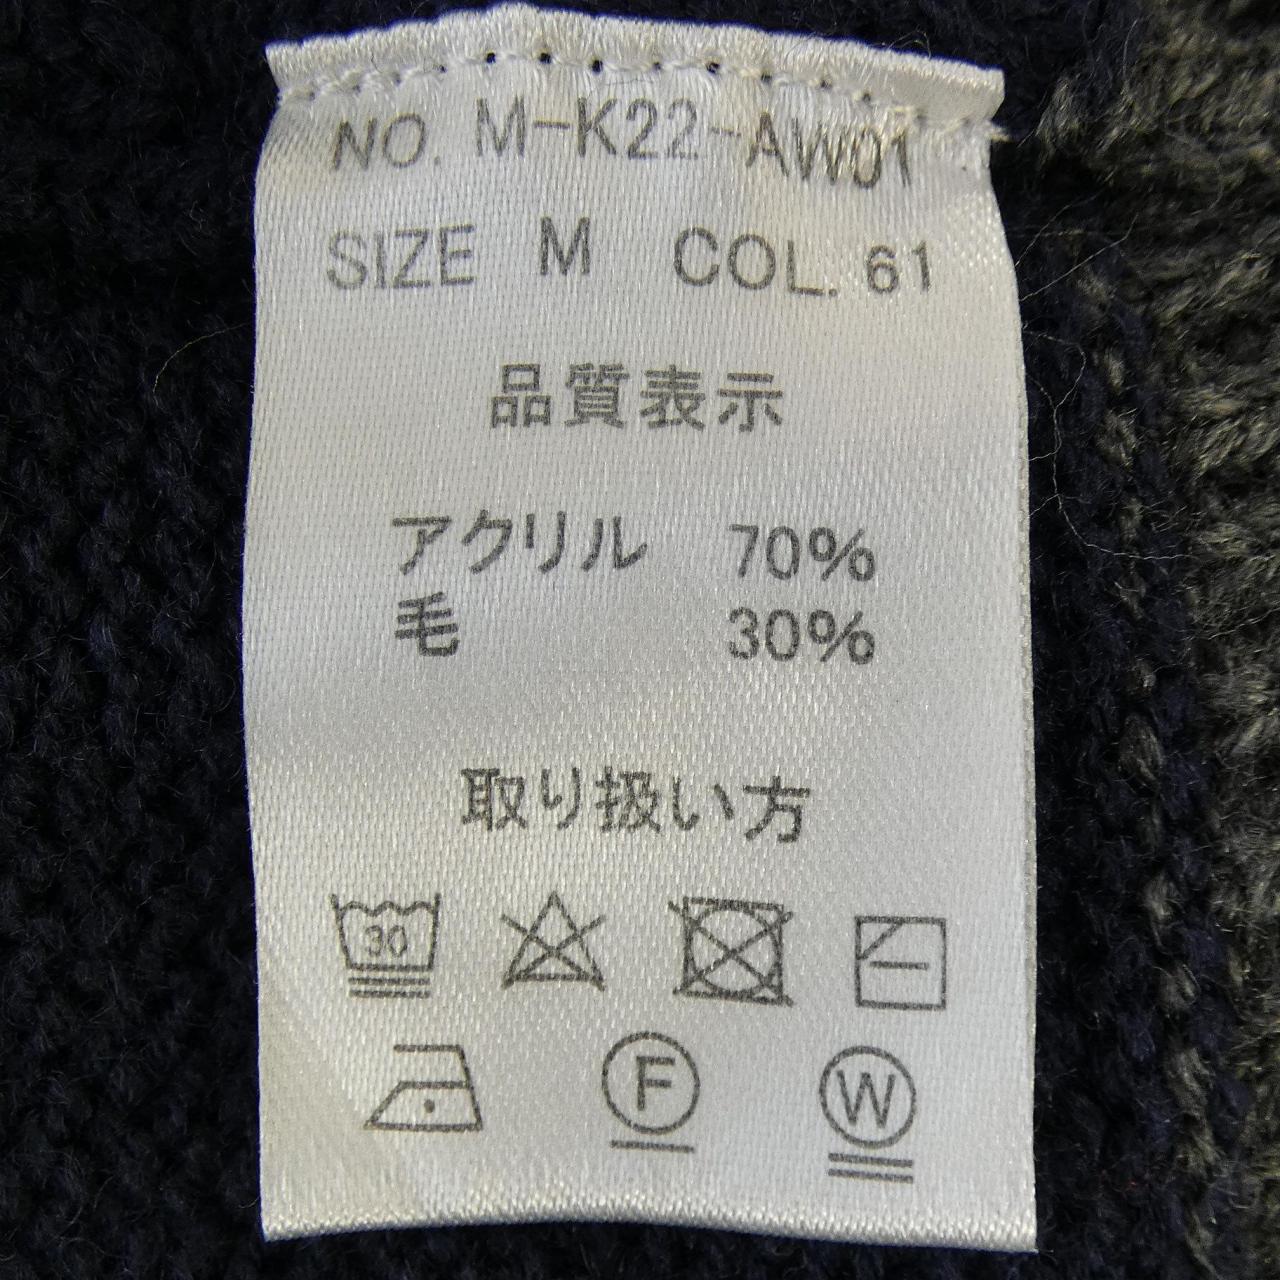 NO. M-K22-AW01
SIZE M COL. 61
品質表示
アクリル 70%
毛 30%
取り扱い方
30
F W